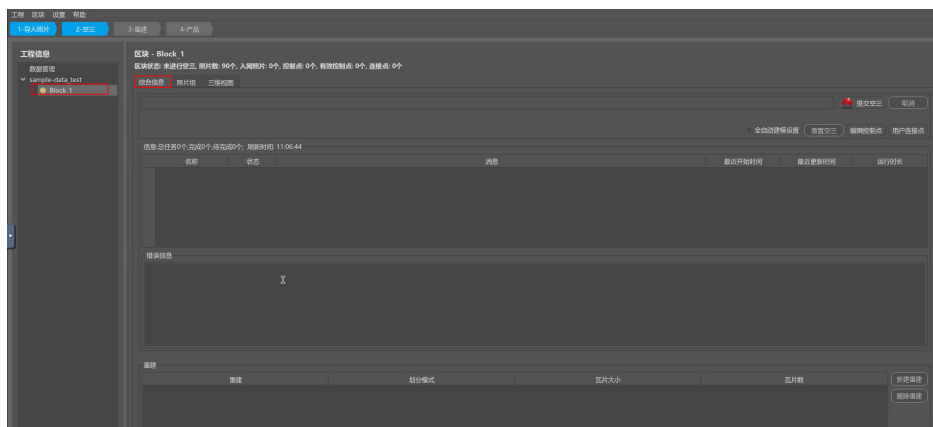 工程 区块 设置 帮助
1-导入照片 2-空三 3-重建 4-产品
工程信息
数据管理
sample-data_test
Block_1
区块 - Block_1
区块状态: 未进行空三, 照片数: 90个, 入网照片: 0个, 控制点: 0个, 有效控制点: 0个, 连接点: 0个
综合信息 照片组 三维视图
提交空三 取消
全自动建模设置 重置空三 编辑控制点 用户连接点
信息:总任务0个,完成0个,待完成0个; 刷新时间: 11:06:44
名称 状态 消息 最近开始时间 最近更新时间 运行时长
错误信息
重建
重建 划分模式 瓦片大小 瓦片数
新建重建
删除重建